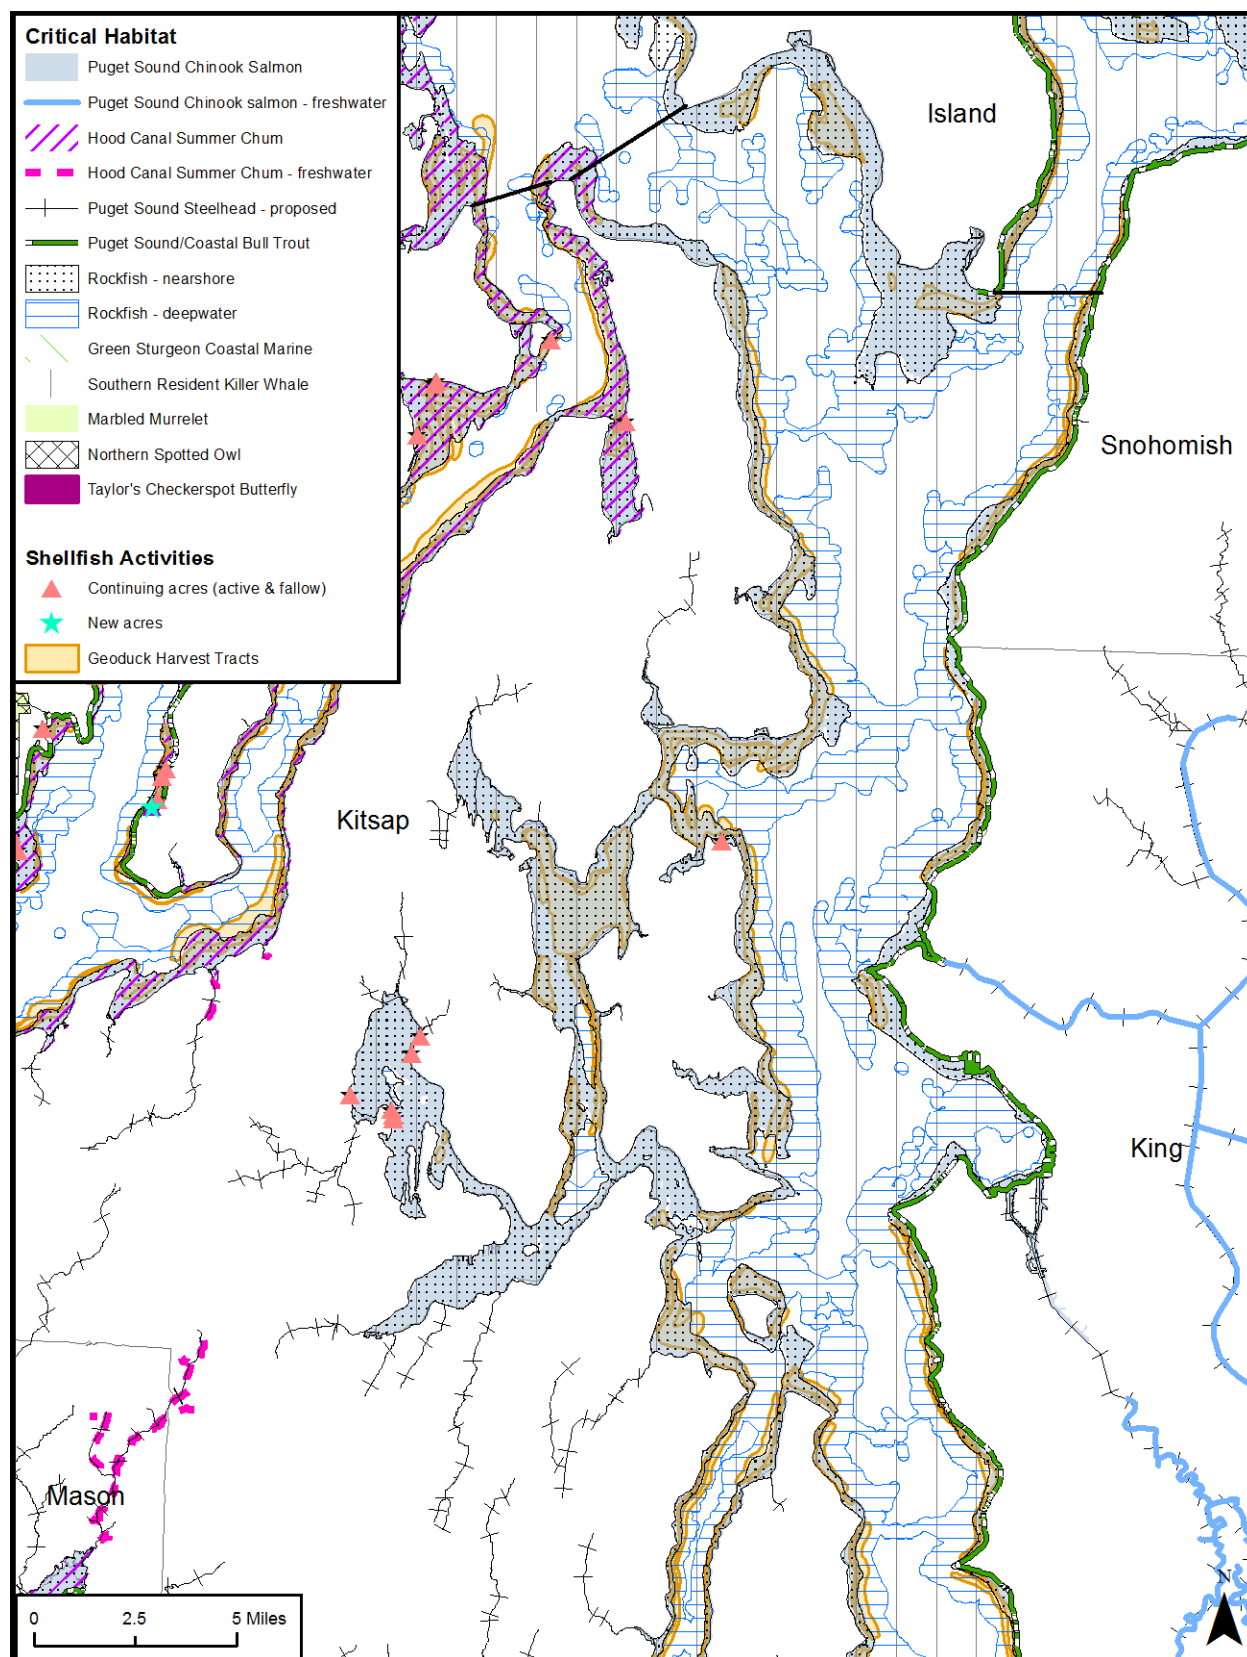 Critical Habitat
Puget Sound Chinook Salmon
Puget Sound Chinook salmon - freshwater
Hood Canal Summer Chum
Hood Canal Summer Chum - freshwater
Puget Sound Steelhead - proposed
Puget Sound/Coastal Bull Trout
Rockfish - nearshore
Rockfish - deepwater
Green Sturgeon Coastal Marine
Southern Resident Killer Whale
Marbled Murrelet
Northern Spotted Owl
Taylor's Checkerspot Butterfly
Shellfish Activities
Continuing acres (active & fallow)
New acres
Geoduck Harvest Tracts
Island
Snohomish
Kitsap
King
Mason
0 2.5 5 Miles
N